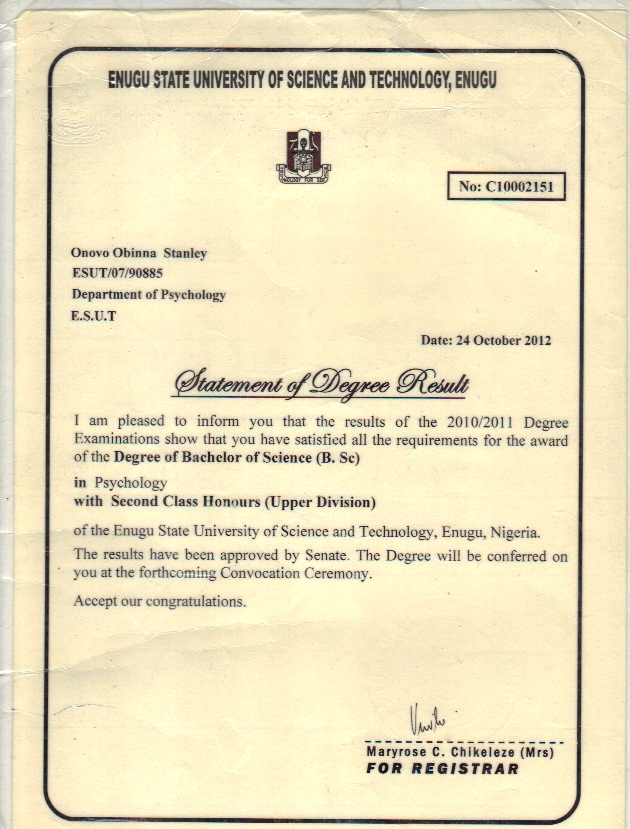 ENUGU STATE UNIVERSITY OF SCIENCE AND TECHNOLOGY, ENUGU
No: C10002151
Onovo Obinna Stanley
ESUT/07/90885
Department of Psychology
E.S.U.T
Date: 24 October 2012
Statement of Degree Result
I am pleased to inform you that the results of the 2010/2011 Degree
Examinations show that you have satisfied all the requirements for the award
of the Degree of Bachelor of Science (B. Sc)
in Psychology
with Second Class Honours (Upper Division)
of the Enugu State University of Science and Technology, Enugu, Nigeria.
The results have been approved by Senate. The Degree will be conferred on
you at the forthcoming Convocation Ceremony.
Accept our congratulations.
Maryrose C. Chikeleze (Mrs)
FOR REGISTRAR